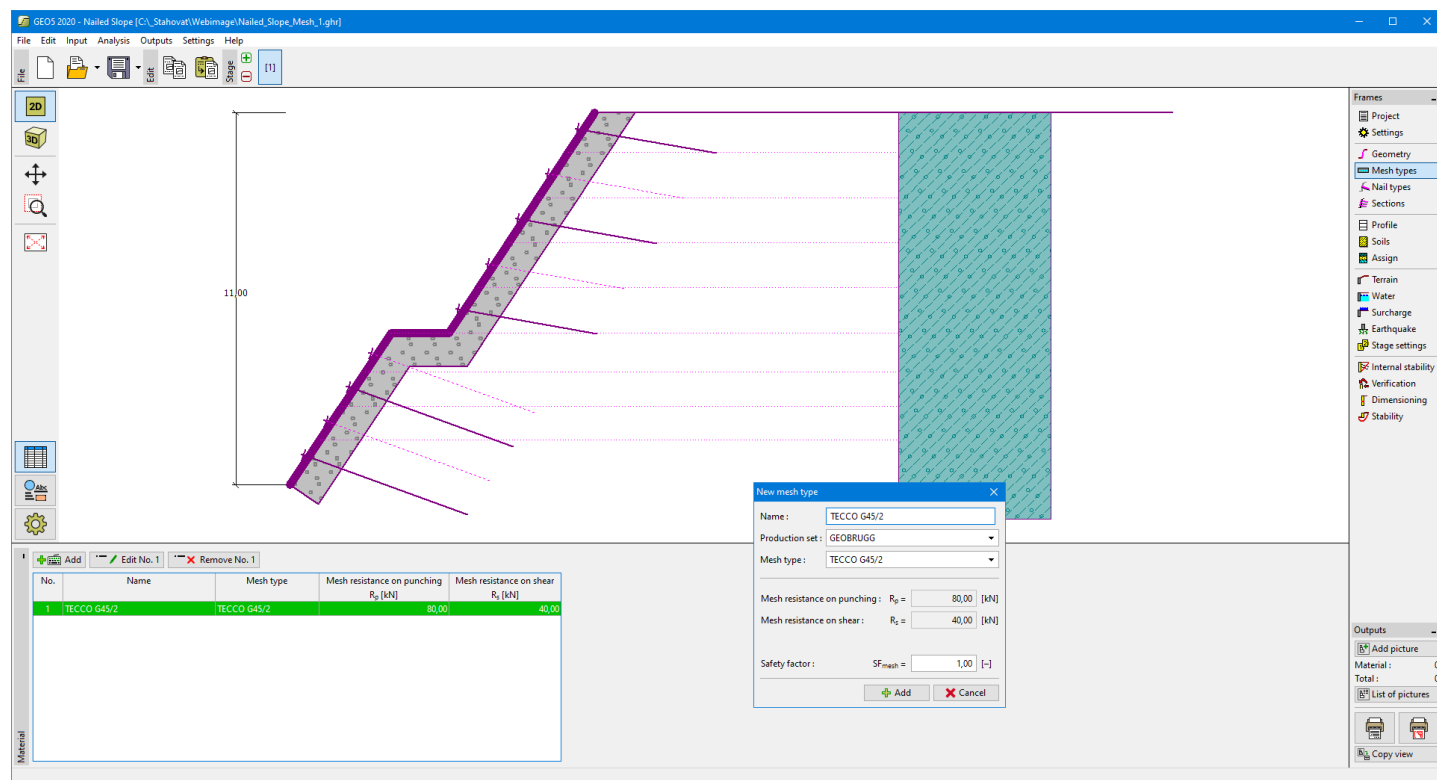 GEO5 2020 - Nailed Slope [C:\_Stahovat\Webimage\Nailed_Slope_Mesh_1.ghr]
File Edit Input Analysis Outputs Settings Help
File
Edit
Stage
[1]
2D
3D
11,00
Abc
Frames
Project
Settings
Geometry
Mesh types
Nail types
Sections
Profile
Soils
Assign
Terrain
Water
Surcharge
Earthquake
Stage settings
Internal stability
Verification
Dimensioning
Stability
New mesh type
Name : TECCO G45/2
Production set : GEOBRUGG
Mesh type : TECCO G45/2
Mesh resistance on punching : Rp = 80,00 [kN]
Mesh resistance on shear : Rs = 40,00 [kN]
Safety factor : SFmesh = 1,00 [–]
Add Cancel
Add Edit No. 1 Remove No. 1
No. Name Mesh type Mesh resistance on punching Mesh resistance on shear
Rp [kN] Rs [kN]
1 TECCO G45/2 TECCO G45/2 80,00 40,00
Material
Outputs
Add picture
Material : 0
Total : 0
List of pictures
Copy view